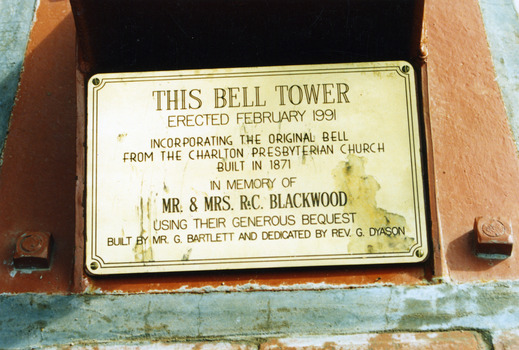 THIS BELL TOWER
ERECTED FEBRUARY 1991
INCORPORATING THE ORIGINAL BELL
FROM THE CHARLTON PRESBYTERIAN CHURCH
BUILT IN 1871
IN MEMORY OF
MR. & MRS. R&C. BLACKWOOD
USING THEIR GENEROUS BEQUEST
BUILT BY MR. G. BARTLETT AND DEDICATED BY REV. G. DYASON